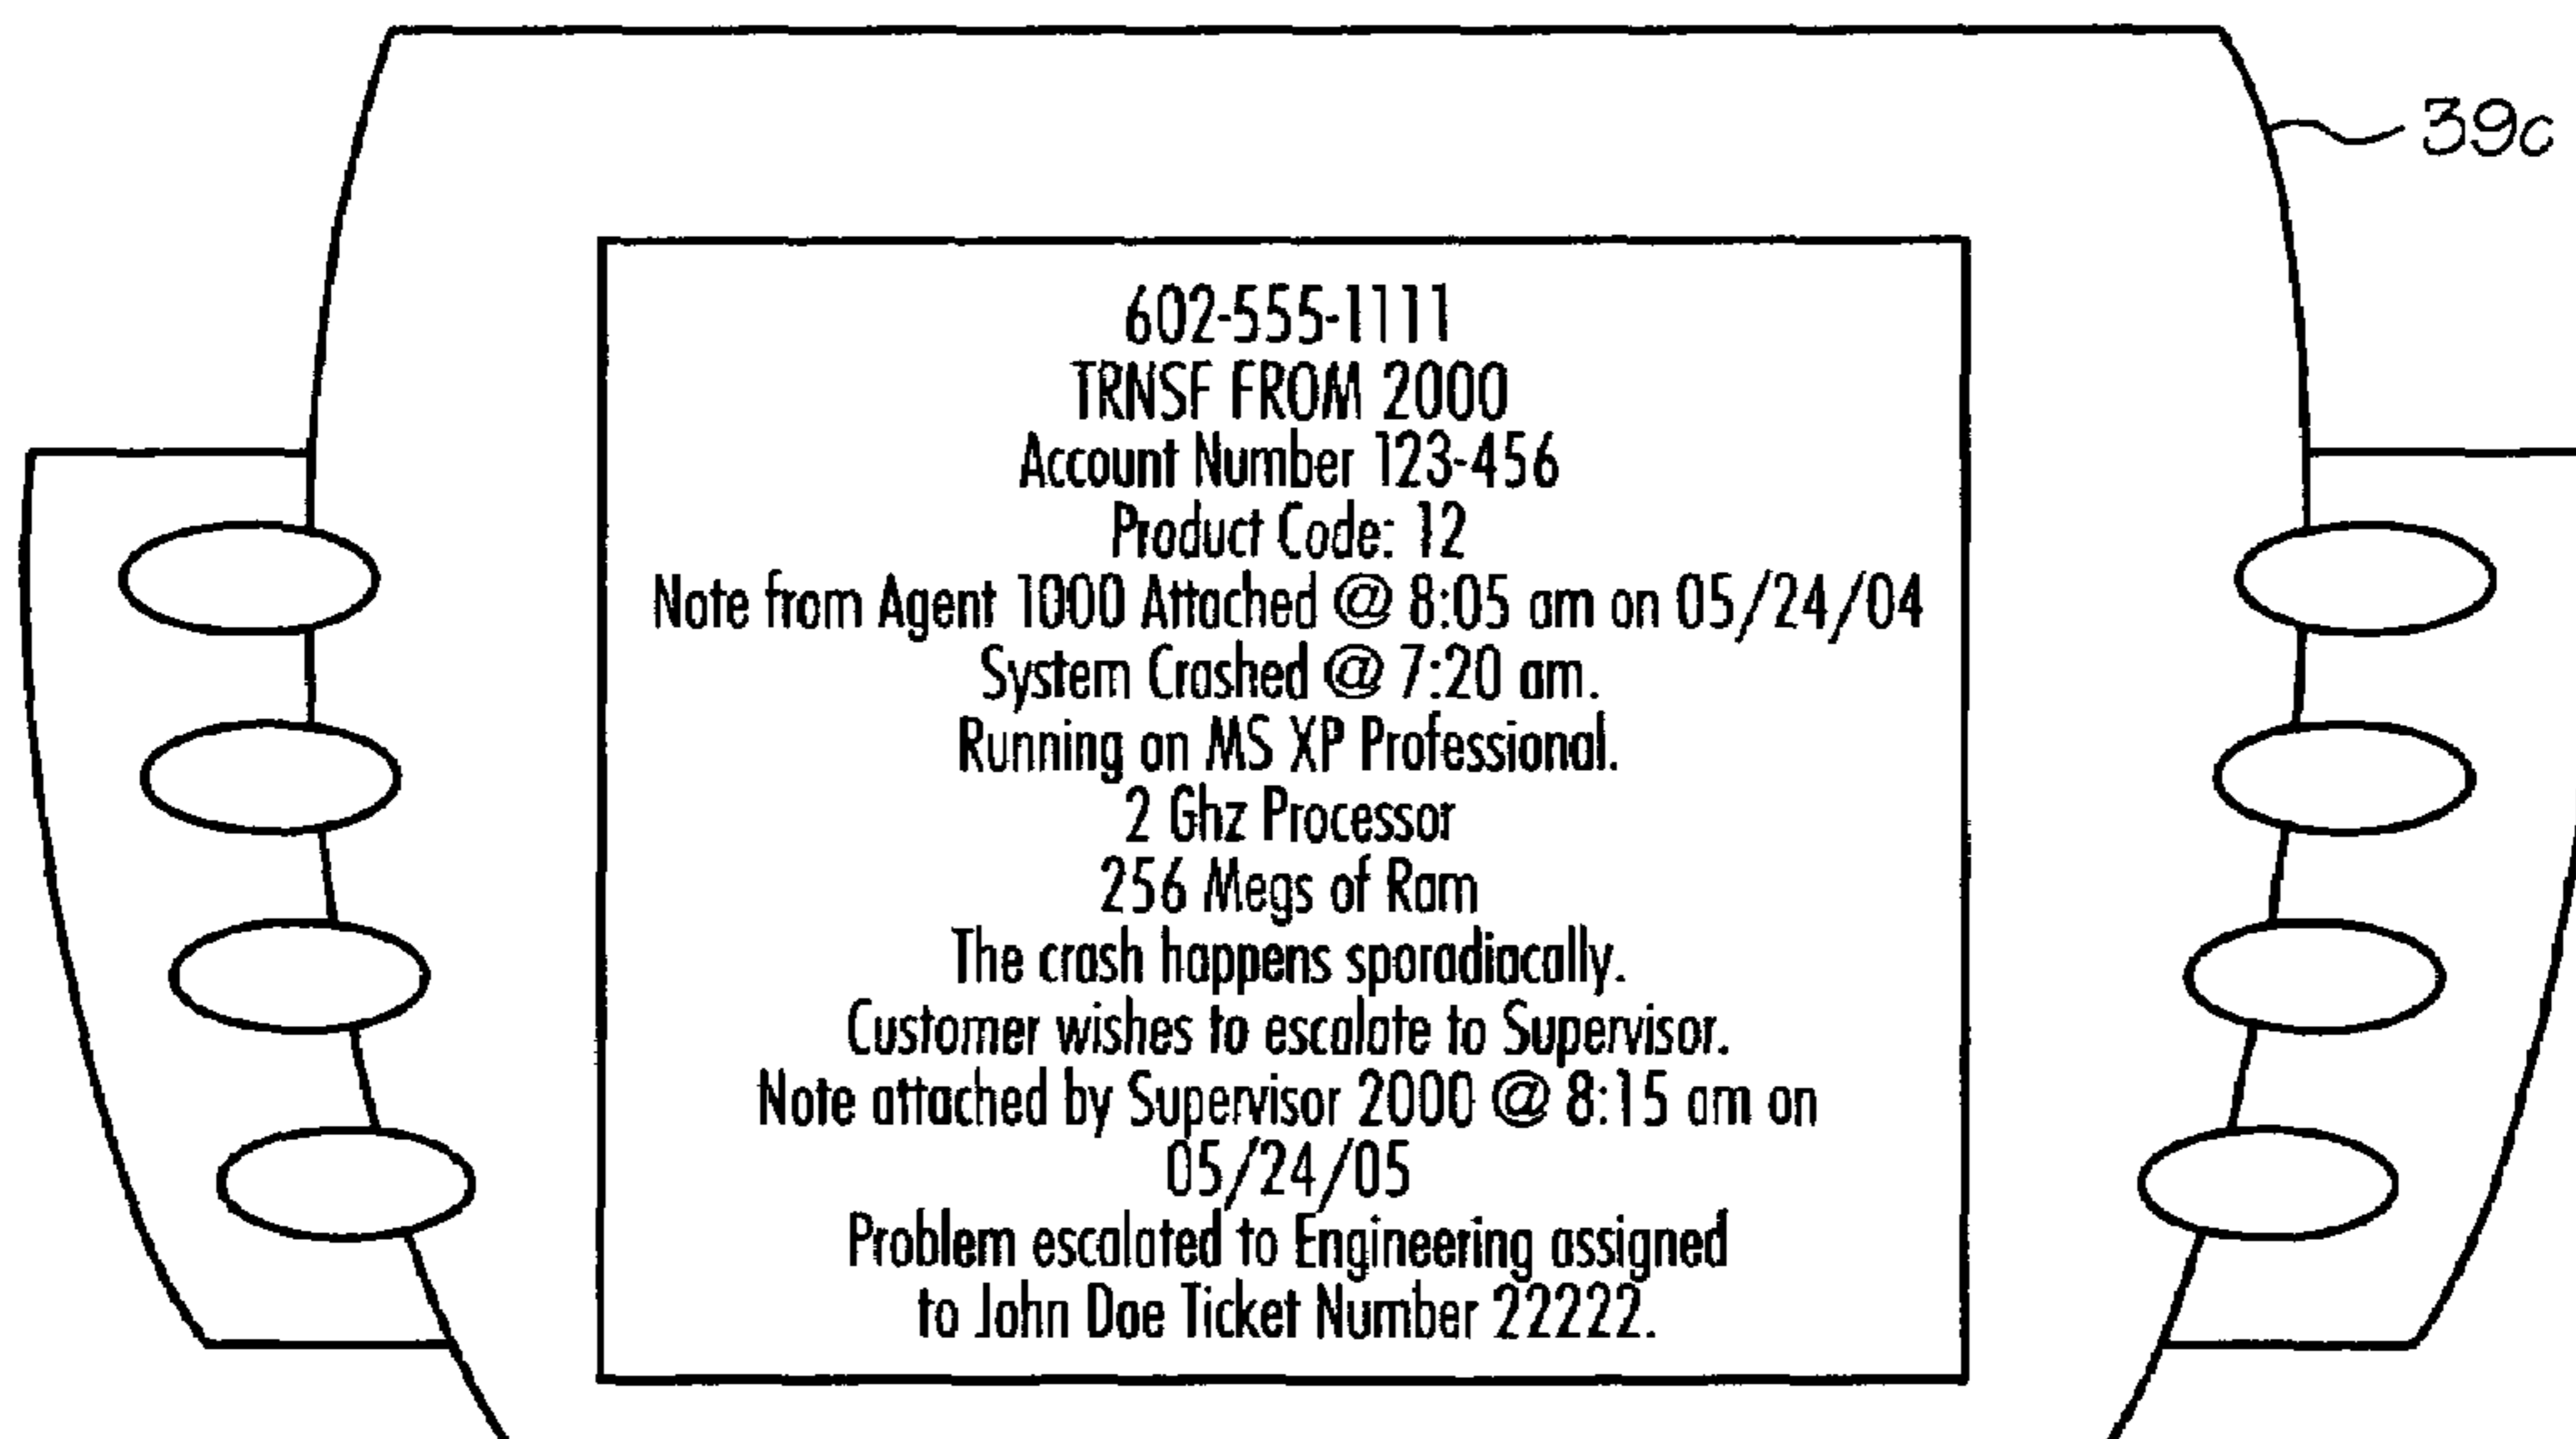 39c
602-555-1111
TRNSF FROM 2000
Account Number 123-456
Product Code: 12
Note from Agent 1000 Attached @ 8:05 am on 05/24/04
System Crashed @ 7:20 am.
Running on MS XP Professional.
2 Ghz Processor
256 Megs of Ram
The crash happens sporadiacally.
Customer wishes to escalate to Supervisor.
Note attached by Supervisor 2000 @ 8:15 am on
05/24/05
Problem escalated to Engineering assigned
to John Doe Ticket Number 22222.